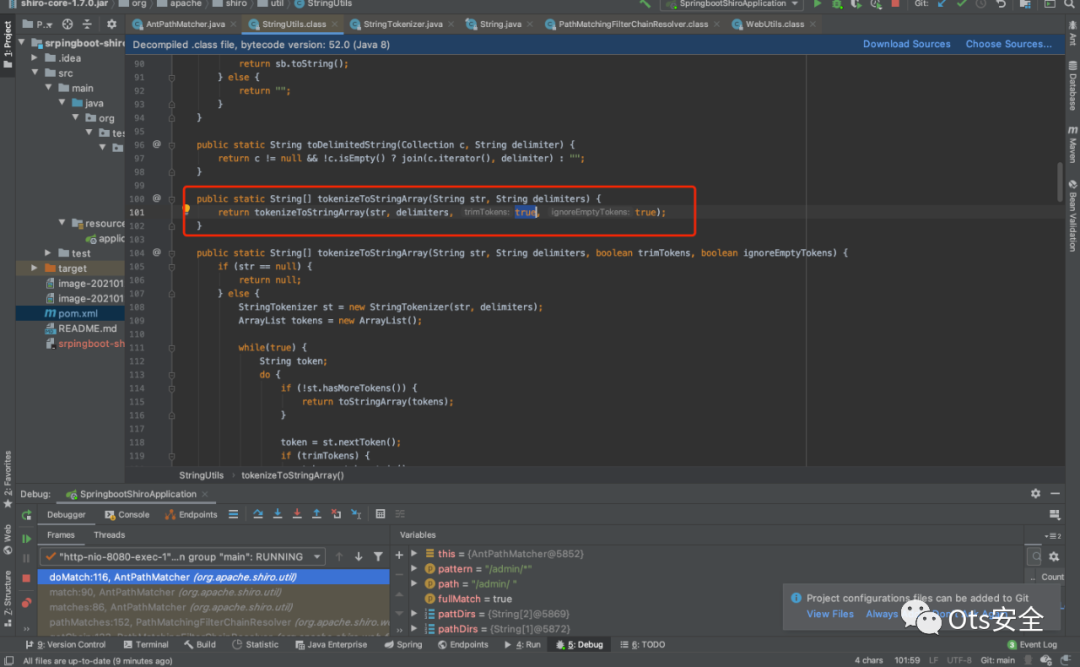 shiro-core-1.7.0.jar org apache shiro util StringUtils SpringbootShiroApplication Git:
P... AntPathMatcher.java StringUtils.class StringTokenizer.java String.java PathMatchingFilterChainResolver.class WebUtils.class
Decompiled .class file, bytecode version: 52.0 (Java 8) Download Sources Choose Sources...
1: Project
srpingboot-shiro
.idea
src
main
java
org
resource
test
target
image-202101
image-202101
pom.xml
README.md
srpingboot-sh
90 return sb.toString();
91 } else {
92 return "";
93 }
94 }
95
96 @ public static String toDelimitedString(Collection c, String delimiter) {
97 return c != null && !c.isEmpty() ? join(c.iterator(), delimiter) : "";
98 }
99
100 @ public static String[] tokenizeToStringArray(String str, String delimiters) {
101 return tokenizeToStringArray(str, delimiters, trimTokens: true, ignoreEmptyTokens: true);
102 }
103
104 @ public static String[] tokenizeToStringArray(String str, String delimiters, boolean trimTokens, boolean ignoreEmptyTokens) {
105 if (str == null) {
106 return null;
107 } else {
108 StringTokenizer st = new StringTokenizer(str, delimiters);
109 ArrayList tokens = new ArrayList();
110
111 while(true) {
112 String token;
113 do {
114 if (!st.hasMoreTokens()) {
115 return toStringArray(tokens);
116 }
117
118 token = st.nextToken();
119 if (trimTokens) {
StringUtils › tokenizeToStringArray()
Ant
Database
Maven
Bean Validation
2: Favorites
Web
Z: Structure
Debug: SpringbootShiroApplication
Debugger Console Endpoints
Frames Threads Variables
"http-nio-8080-exec-1"...n group "main": RUNNING
doMatch:116, AntPathMatcher (org.apache.shiro.util)
match:90, AntPathMatcher (org.apache.shiro.util)
matches:86, AntPathMatcher (org.apache.shiro.util)
pathMatches:152, PathMatchingFilterChainResolver
this = {AntPathMatcher@5852}
pattern = "/admin/*"
path = "/admin/ "
fullMatch = true
pattDirs = {String[2]@5869}
pathDirs = {String[1]@5872}
Count
Project configurations files can be added to Git
View Files Always
Ots安全
9: Version Control Terminal Build Statistic Java Enterprise Spring Endpoints 4: Run 5: Debug 6: TODO Event Log
All files are up-to-date (9 minutes ago) 4 chars 101:59 LF UTF-8 Git: main